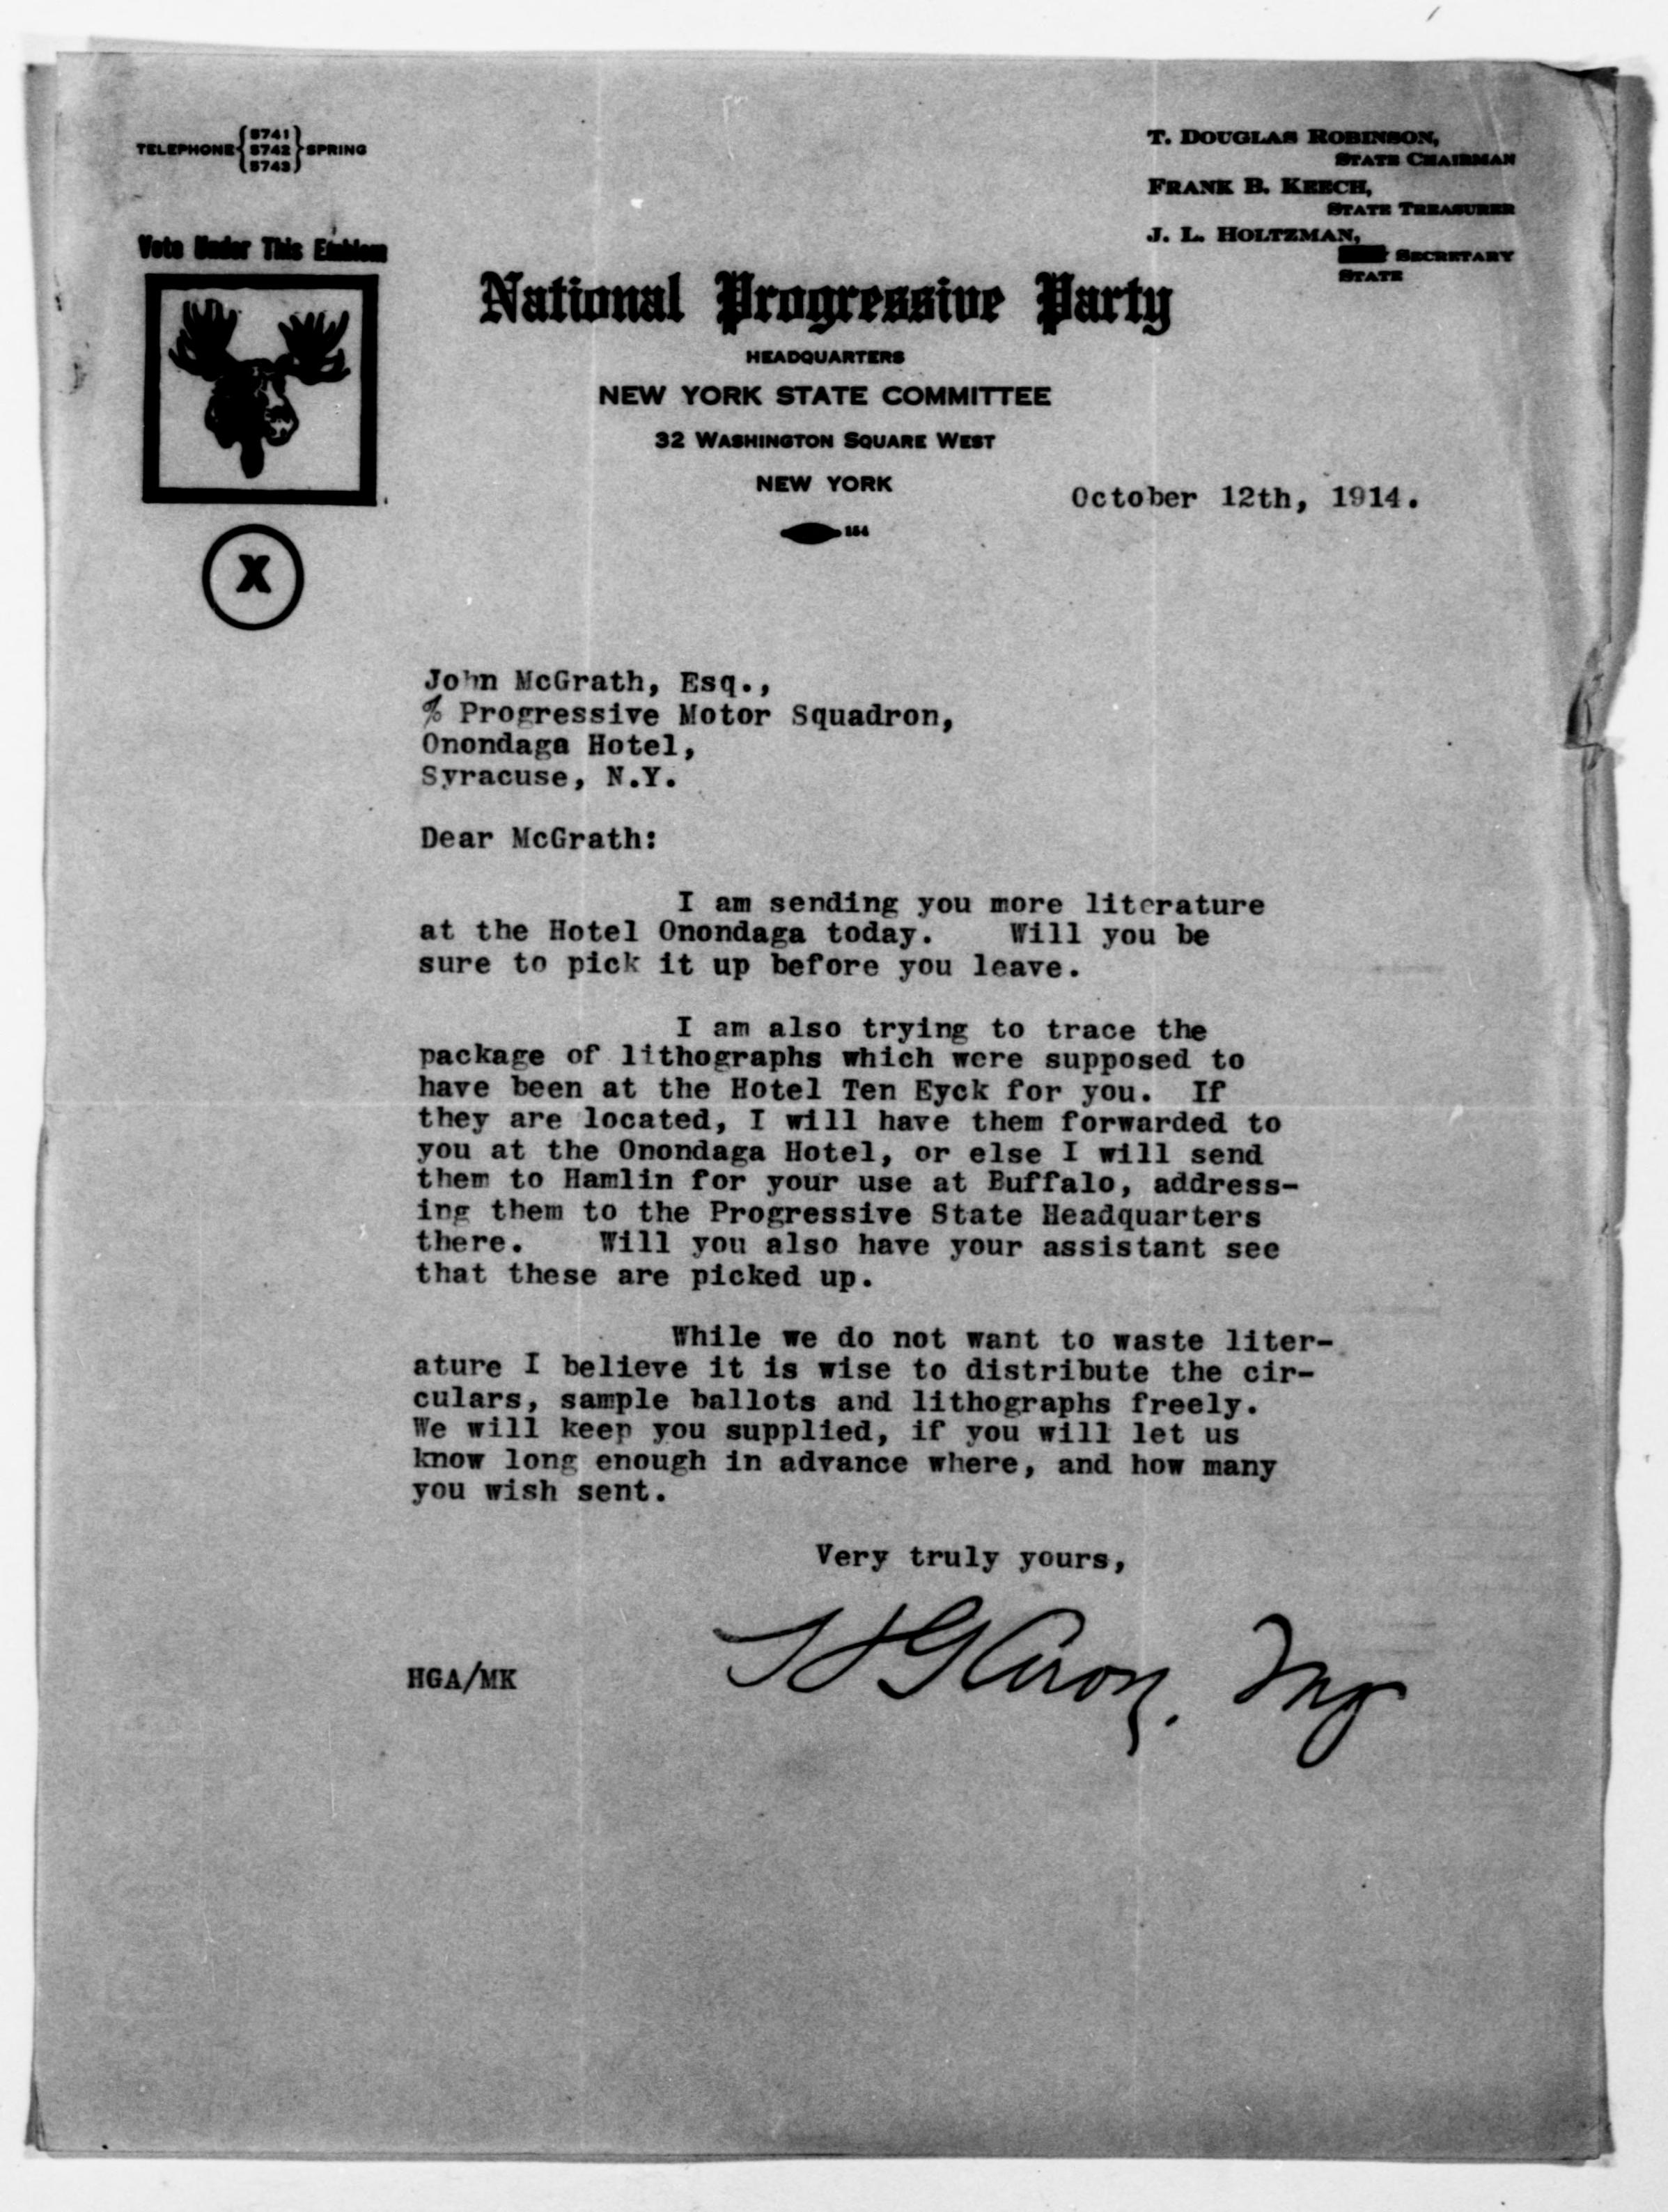 TELEPHONE { 5741 5742 5743 } SPRING
T. DOUGLAS ROBINSON,
STATE CHAIRMAN
FRANK B. KEECH,
STATE TREASURER
J. L. HOLTZMAN,
SECRETARY
STATE
Vote Under This Emblem
National Progressive Party
HEADQUARTERS
NEW YORK STATE COMMITTEE
32 WASHINGTON SQUARE WEST
NEW YORK
October 12th, 1914.
154
X
John McGrath, Esq.,
% Progressive Motor Squadron,
Onondaga Hotel,
Syracuse, N.Y.
Dear McGrath:
I am sending you more literature
at the Hotel Onondaga today. Will you be
sure to pick it up before you leave.
I am also trying to trace the
package of lithographs which were supposed to
have been at the Hotel Ten Eyck for you. If
they are located, I will have them forwarded to
you at the Onondaga Hotel, or else I will send
them to Hamlin for your use at Buffalo, address-
ing them to the Progressive State Headquarters
there. Will you also have your assistant see
that these are picked up.
While we do not want to waste liter-
ature I believe it is wise to distribute the cir-
culars, sample ballots and lithographs freely.
We will keep you supplied, if you will let us
know long enough in advance where, and how many
you wish sent.
Very truly yours,
HGA/MK